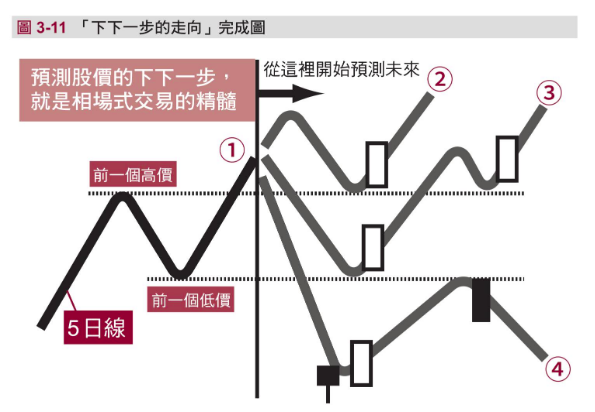 圖 3-11 「下下一步的走向」完成圖
預測股價的下下一步，
就是相場式交易的精髓
從這裡開始預測未來
②
③
①
前一個高價
前一個低價
5日線
④